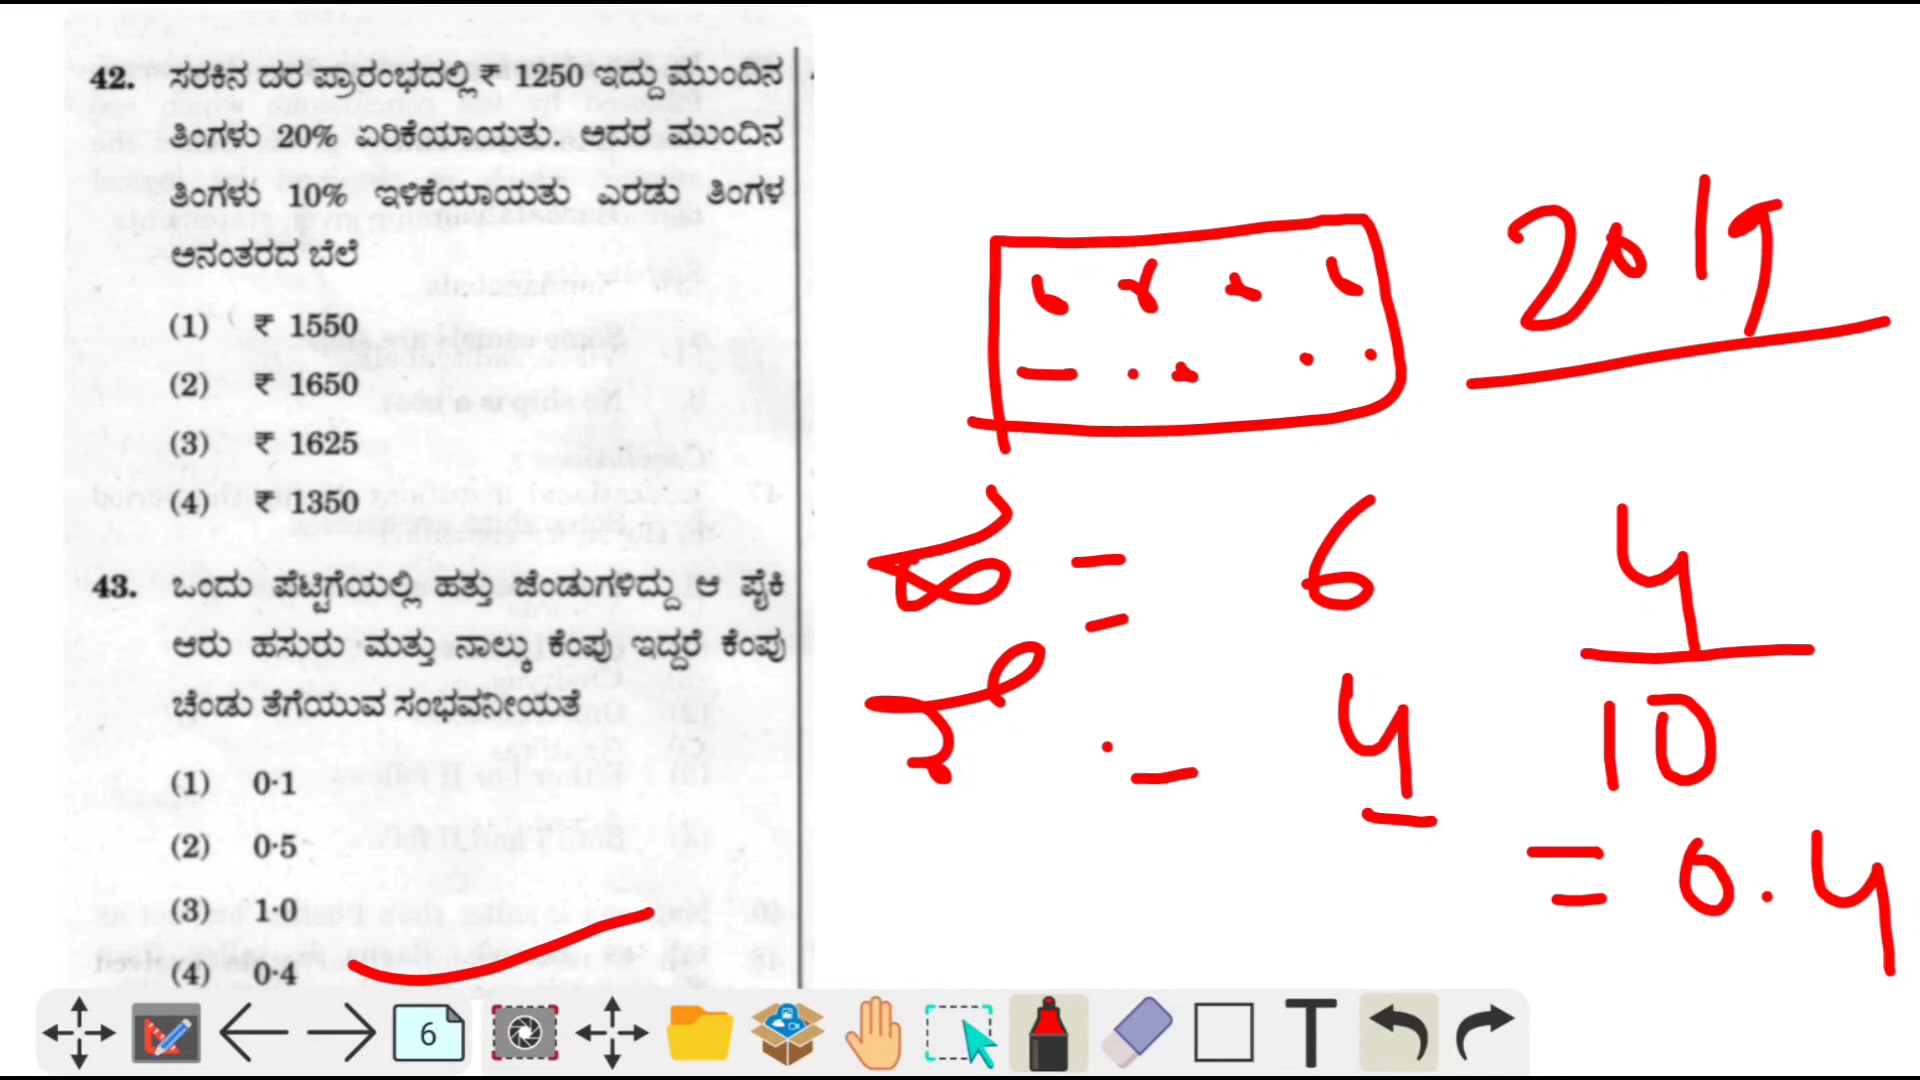 42. ಸರಕಿನ ದರ ಪ್ರಾರಂಭದಲ್ಲಿ ₹ 1250 ಇದ್ದು ಮುಂದಿನ
ತಿಂಗಳು 20% ಏರಿಕೆಯಾಯತು. ಅದರ ಮುಂದಿನ
ತಿಂಗಳು 10% ಇಳಿಕೆಯಾಯತು ಎರಡು ತಿಂಗಳ
ಅನಂತರದ ಬೆಲೆ
(1) ₹ 1550
(2) ₹ 1650
(3) ₹ 1625
(4) ₹ 1350
43. ಒಂದು ಪೆಟ್ಟಿಗೆಯಲ್ಲಿ ಹತ್ತು ಚೆಂಡುಗಳಿದ್ದು ಆ ಪೈಕಿ
ಆರು ಹಸುರು ಮತ್ತು ನಾಲ್ಕು ಕೆಂಪು ಇದ್ದರೆ ಕೆಂಪು
ಚೆಂಡು ತೆಗೆಯುವ ಸಂಭವನೀಯತೆ
(1) 0·1
(2) 0·5
(3) 1·0
(4) 0·4
2019
= 6
4
4
10
= 0.4
6
T